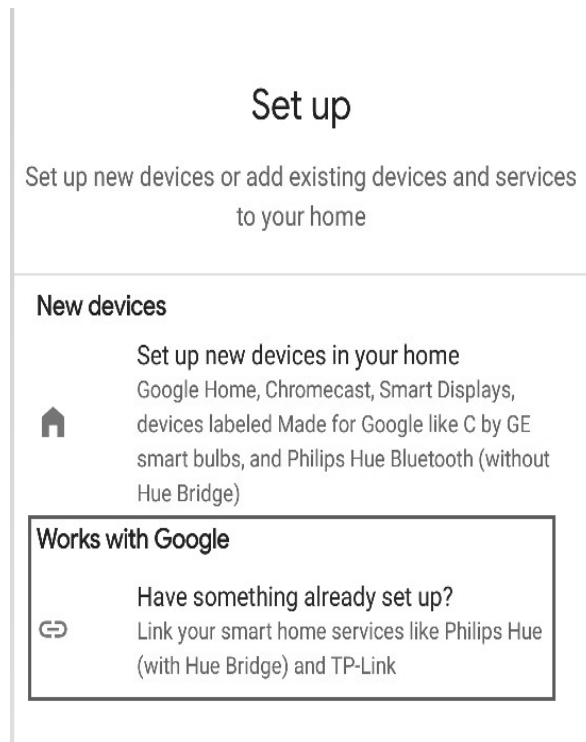 Set up
Set up new devices or add existing devices and services
to your home
New devices
Set up new devices in your home
Google Home, Chromecast, Smart Displays,
devices labeled Made for Google like C by GE
smart bulbs, and Philips Hue Bluetooth (without
Hue Bridge)
Works with Google
Have something already set up?
Link your smart home services like Philips Hue
(with Hue Bridge) and TP-Link